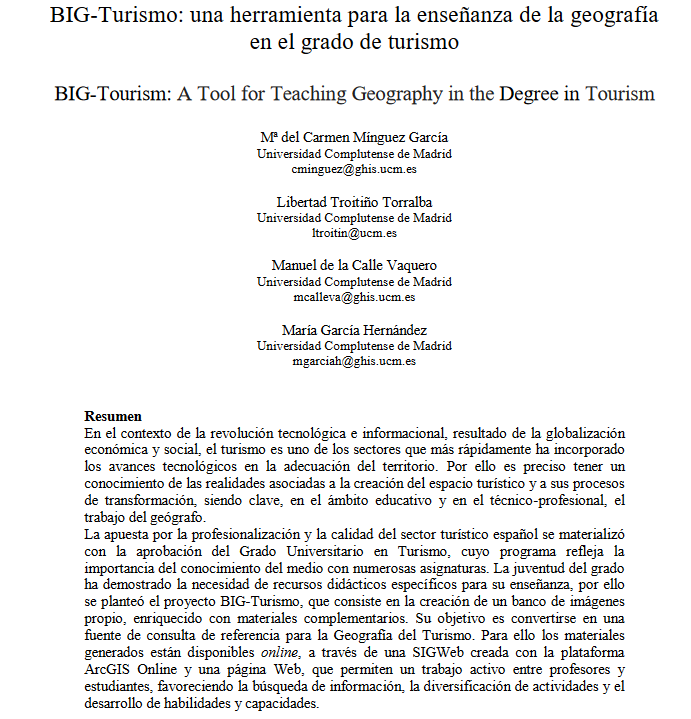 BIG-Turismo: una herramienta para la enseñanza de la geografía
en el grado de turismo
BIG-Tourism: A Tool for Teaching Geography in the Degree in Tourism
Mª del Carmen Mínguez García
Universidad Complutense de Madrid
cminguez@ghis.ucm.es
Libertad Troitiño Torralba
Universidad Complutense de Madrid
ltroitin@ucm.es
Manuel de la Calle Vaquero
Universidad Complutense de Madrid
mcalleva@ghis.ucm.es
María García Hernández
Universidad Complutense de Madrid
mgarciah@ghis.ucm.es
Resumen
En el contexto de la revolución tecnológica e informacional, resultado de la globalización
económica y social, el turismo es uno de los sectores que más rápidamente ha incorporado
los avances tecnológicos en la adecuación del territorio. Por ello es preciso tener un
conocimiento de las realidades asociadas a la creación del espacio turístico y a sus procesos
de transformación, siendo clave, en el ámbito educativo y en el técnico-profesional, el
trabajo del geógrafo.
La apuesta por la profesionalización y la calidad del sector turístico español se materializó
con la aprobación del Grado Universitario en Turismo, cuyo programa refleja la
importancia del conocimiento del medio con numerosas asignaturas. La juventud del grado
ha demostrado la necesidad de recursos didácticos específicos para su enseñanza, por ello
se planteó el proyecto BIG-Turismo, que consiste en la creación de un banco de imágenes
propio, enriquecido con materiales complementarios. Su objetivo es convertirse en una
fuente de consulta de referencia para la Geografía del Turismo. Para ello los materiales
generados están disponibles online, a través de una SIGWeb creada con la plataforma
ArcGIS Online y una página Web, que permiten un trabajo activo entre profesores y
estudiantes, favoreciendo la búsqueda de información, la diversificación de actividades y el
desarrollo de habilidades y capacidades.